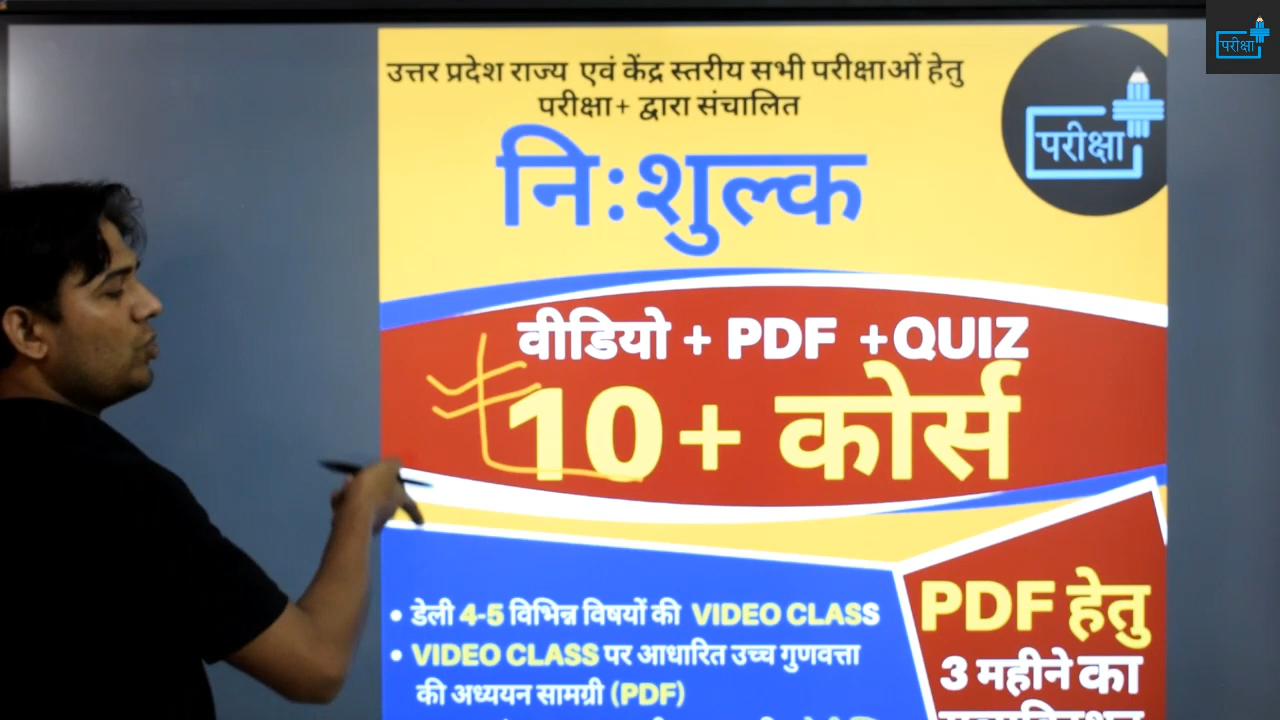 परीक्षा
उत्तर प्रदेश राज्य एवं केंद्र स्तरीय सभी परीक्षाओं हेतु
परीक्षा+ द्वारा संचालित
परीक्षा
निःशुल्क
वीडियो + PDF +QUIZ
10+ कोर्स
• डेली 4-5 विभिन्न विषयों की VIDEO CLASS
• VIDEO CLASS पर आधारित उच्च गुणवत्ता
की अध्ययन सामग्री (PDF)
PDF हेतु
3 महीने का